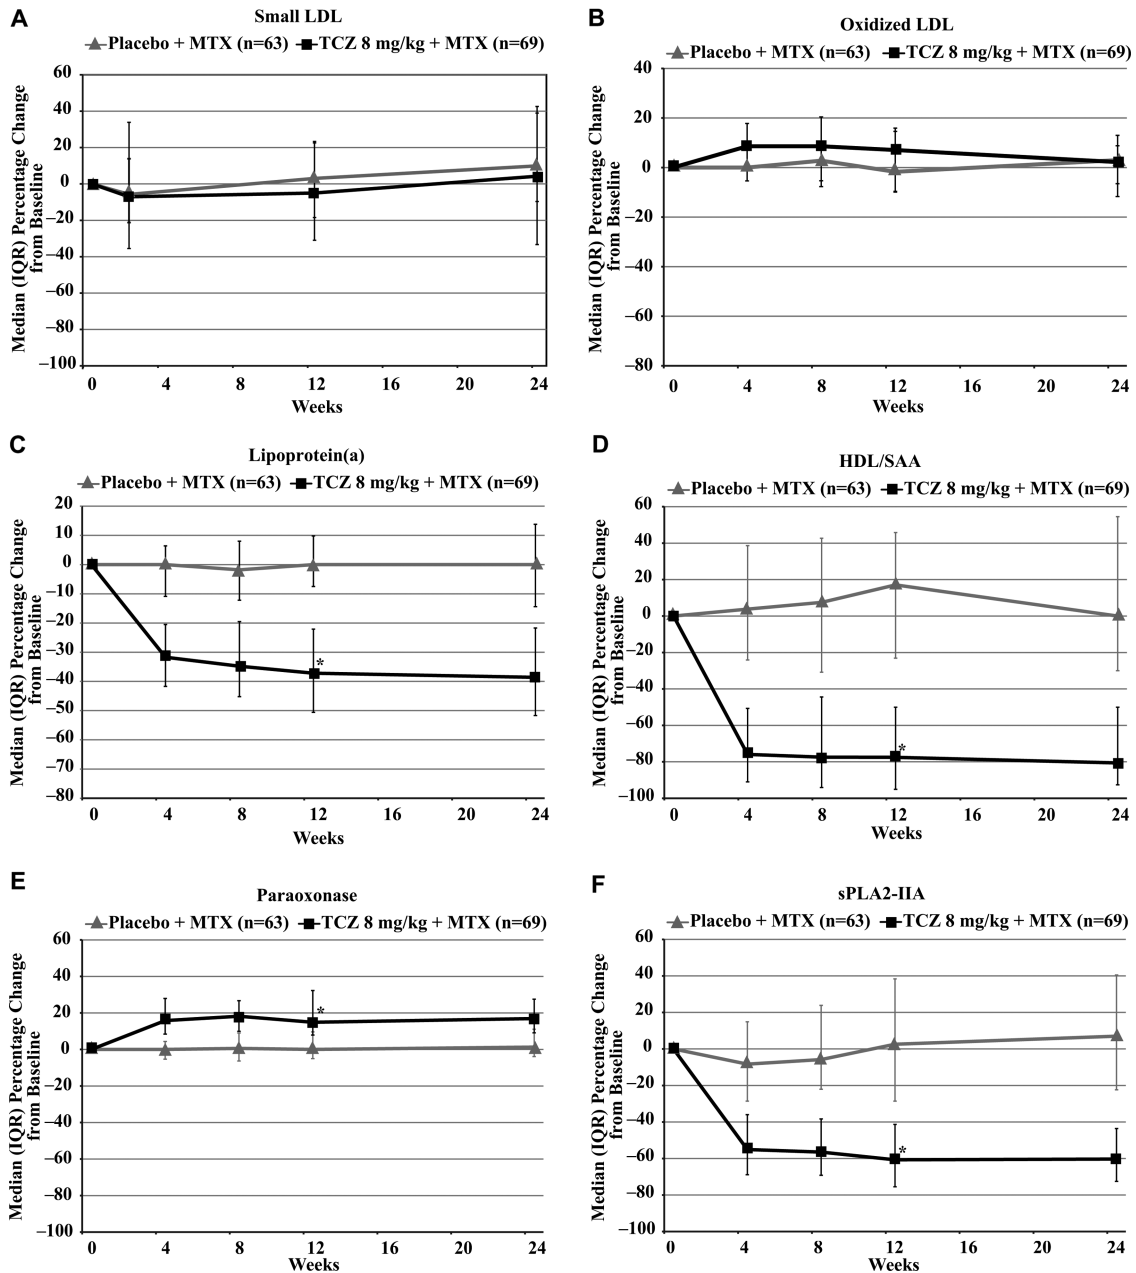 A
Small LDL
Placebo + MTX (n=63) TCZ 8 mg/kg + MTX (n=69)
Median (IQR) Percentage Change
from Baseline
60
40
20
0
–20
–40
–60
–80
–100
0 4 8 12 16 20 24
Weeks
B
Oxidized LDL
Placebo + MTX (n=63) TCZ 8 mg/kg + MTX (n=69)
Median (IQR) Percentage Change
from Baseline
40
20
0
–20
–40
–60
–80
0 4 8 12 16 20 24
Weeks
C
Lipoprotein(a)
Placebo + MTX (n=63) TCZ 8 mg/kg + MTX (n=69)
Median (IQR) Percentage Change
from Baseline
20
10
0
–10
–20
–30
–40
–50
–60
–70
–80
*
0 4 8 12 16 20 24
Weeks
D
HDL/SAA
Placebo + MTX (n=63) TCZ 8 mg/kg + MTX (n=69)
Median (IQR) Percentage Change
from Baseline
60
40
20
0
–20
–40
–60
–80
–100
*
0 4 8 12 16 20 24
Weeks
E
Paraoxonase
Placebo + MTX (n=63) TCZ 8 mg/kg + MTX (n=69)
Median (IQR) Percentage Change
from Baseline
60
40
20
0
–20
–40
–60
–80
–100
*
0 4 8 12 16 20 24
Weeks
F
sPLA2-IIA
Placebo + MTX (n=63) TCZ 8 mg/kg + MTX (n=69)
Median (IQR) Percentage Change
from Baseline
60
40
20
0
–20
–40
–60
–80
–100
*
0 4 8 12 16 20 24
Weeks